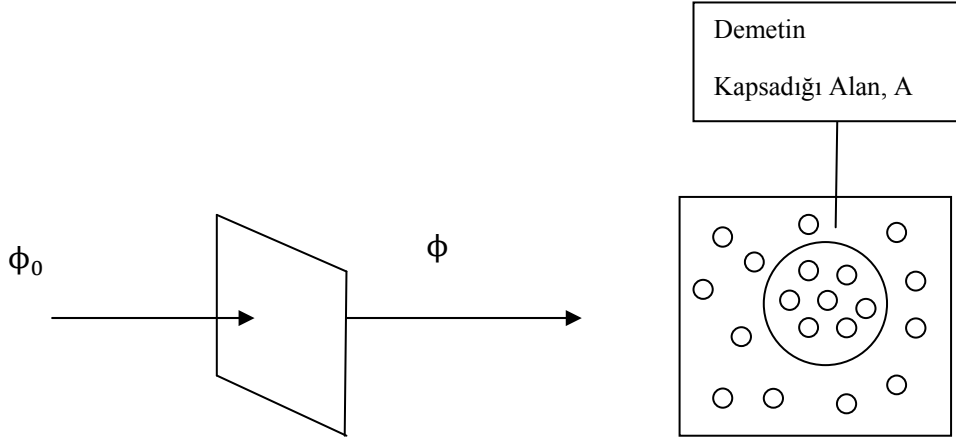 Demetin
Kapsadığı Alan, A
ϕ₀
ϕ